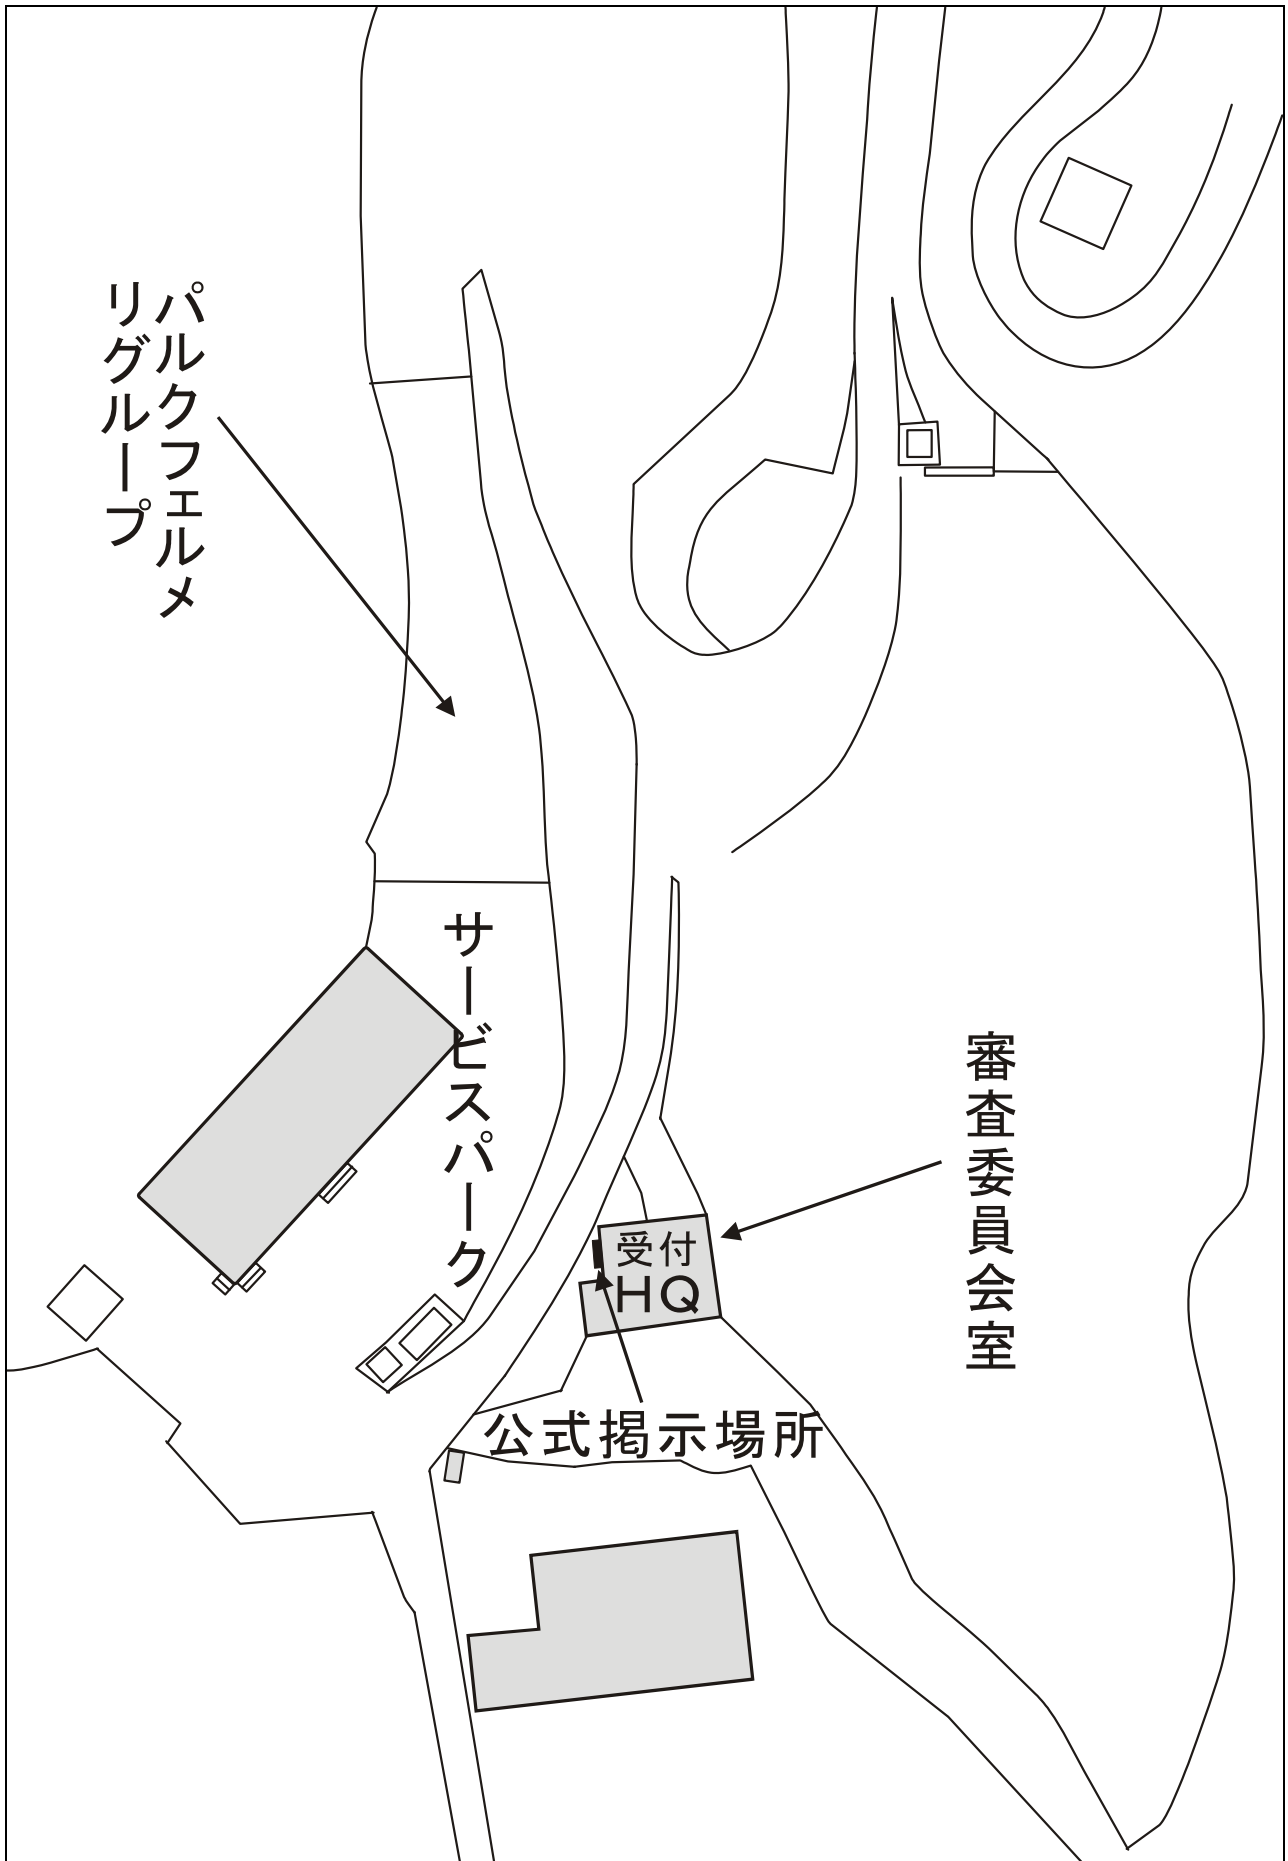 パルクフェルメ
リグループ
サービスパーク
審査委員会室
受付
HQ
公式掲示場所